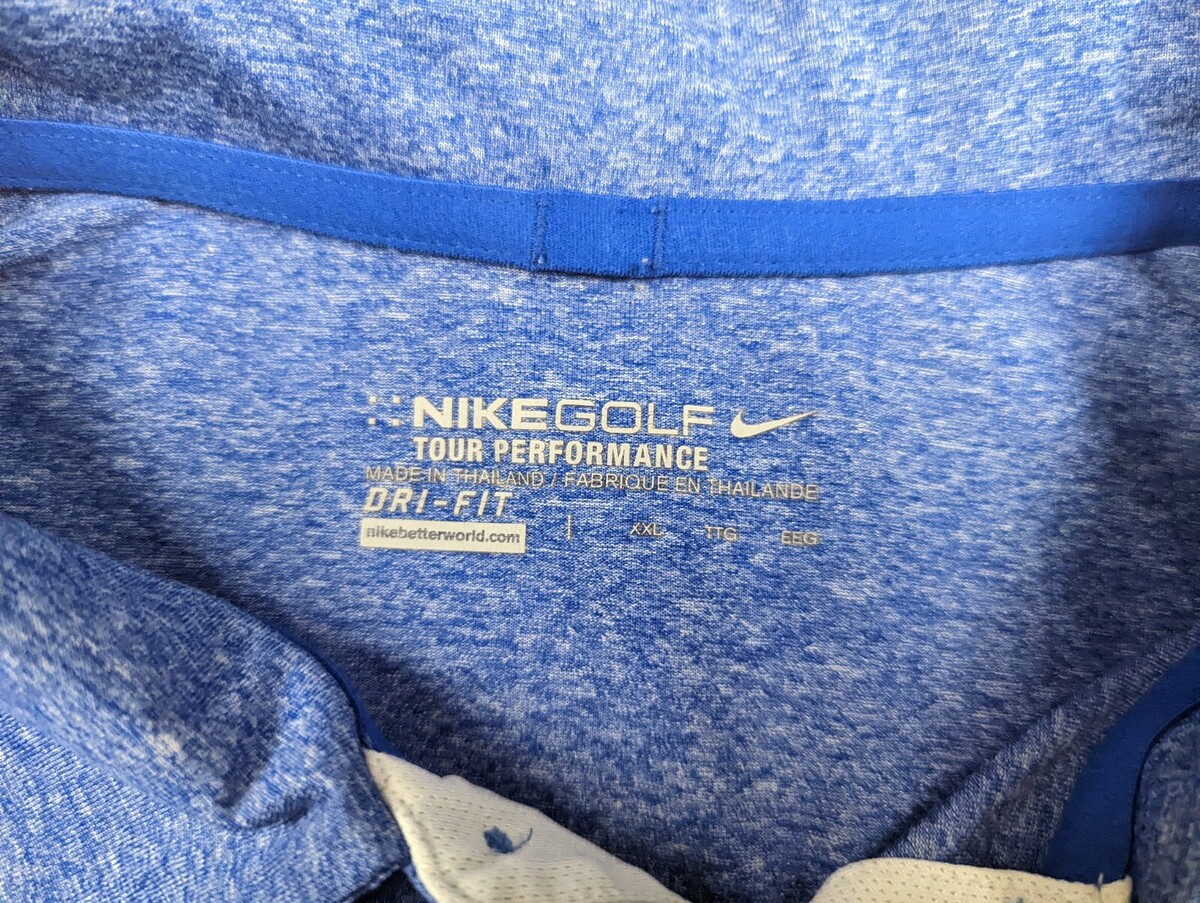 NIKEGOLF
TOUR PERFORMANCE
MADE IN THAILAND / FABRIQUE EN THAILANDE
DRI-FIT
nikebetterworld.com | XXL TTG EEG